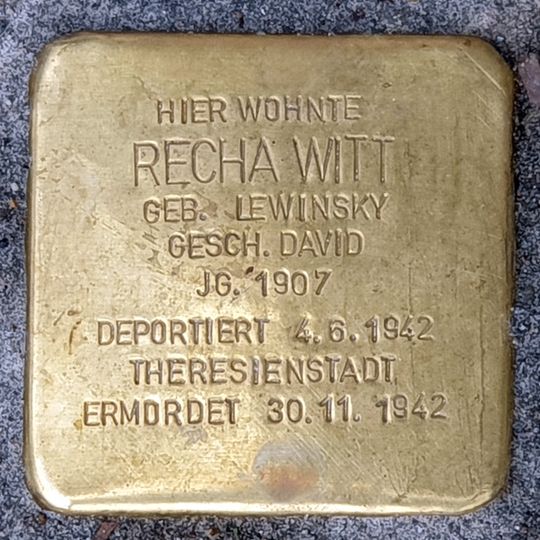 HIER WOHNTE
RECHA WITT
GEB. LEWINSKY
GESCH. DAVID
JG. 1907
DEPORTIERT 4.6.1942
THERESIENSTADT
ERMORDET 30.11.1942